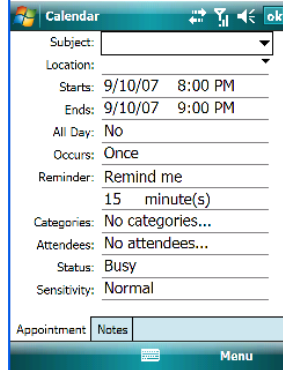 Calendar ok
Subject:
Location:
Starts: 9/10/07 8:00 PM
Ends: 9/10/07 9:00 PM
All Day: No
Occurs: Once
Reminder: Remind me
15 minute(s)
Categories: No categories...
Attendees: No attendees...
Status: Busy
Sensitivity: Normal
Appointment Notes
Menu